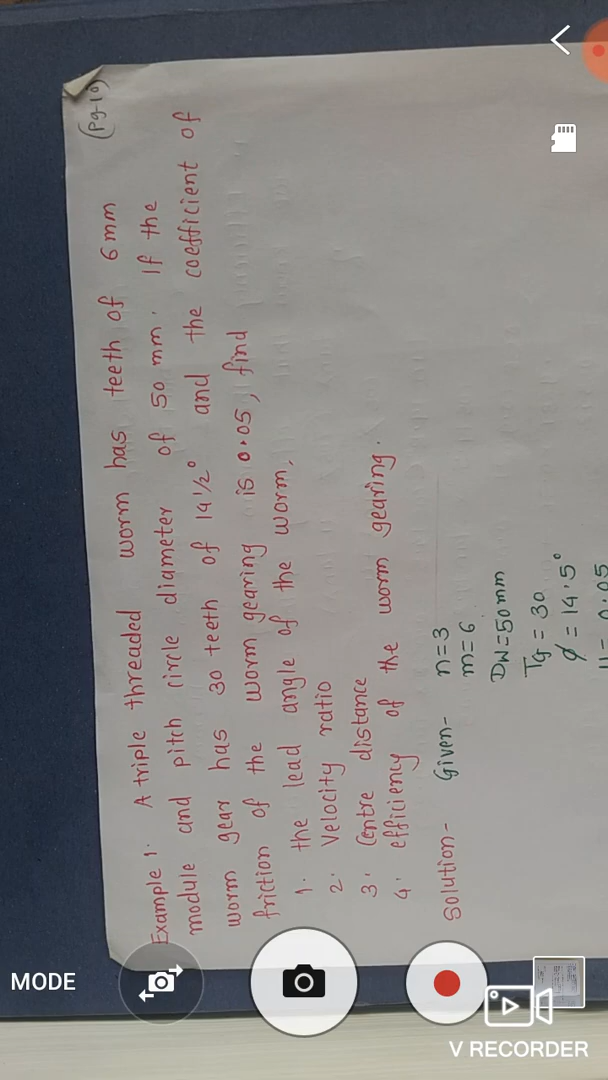 (Pg-10)
Example 1. A triple threaded worm has teeth of 6mm
module and pitch circle diameter of 50 mm. If the
worm gear has 30 teeth of 14½° and the coefficient of
friction of the worm gearing is 0.05, find
1. the lead angle of the worm,
2. Velocity ratio
3. Centre distance
4. efficiency of the worm gearing.
Solution- Given- n=3
m=6
DW=50mm
TG = 30
φ = 14.5°
MODE
V RECORDER